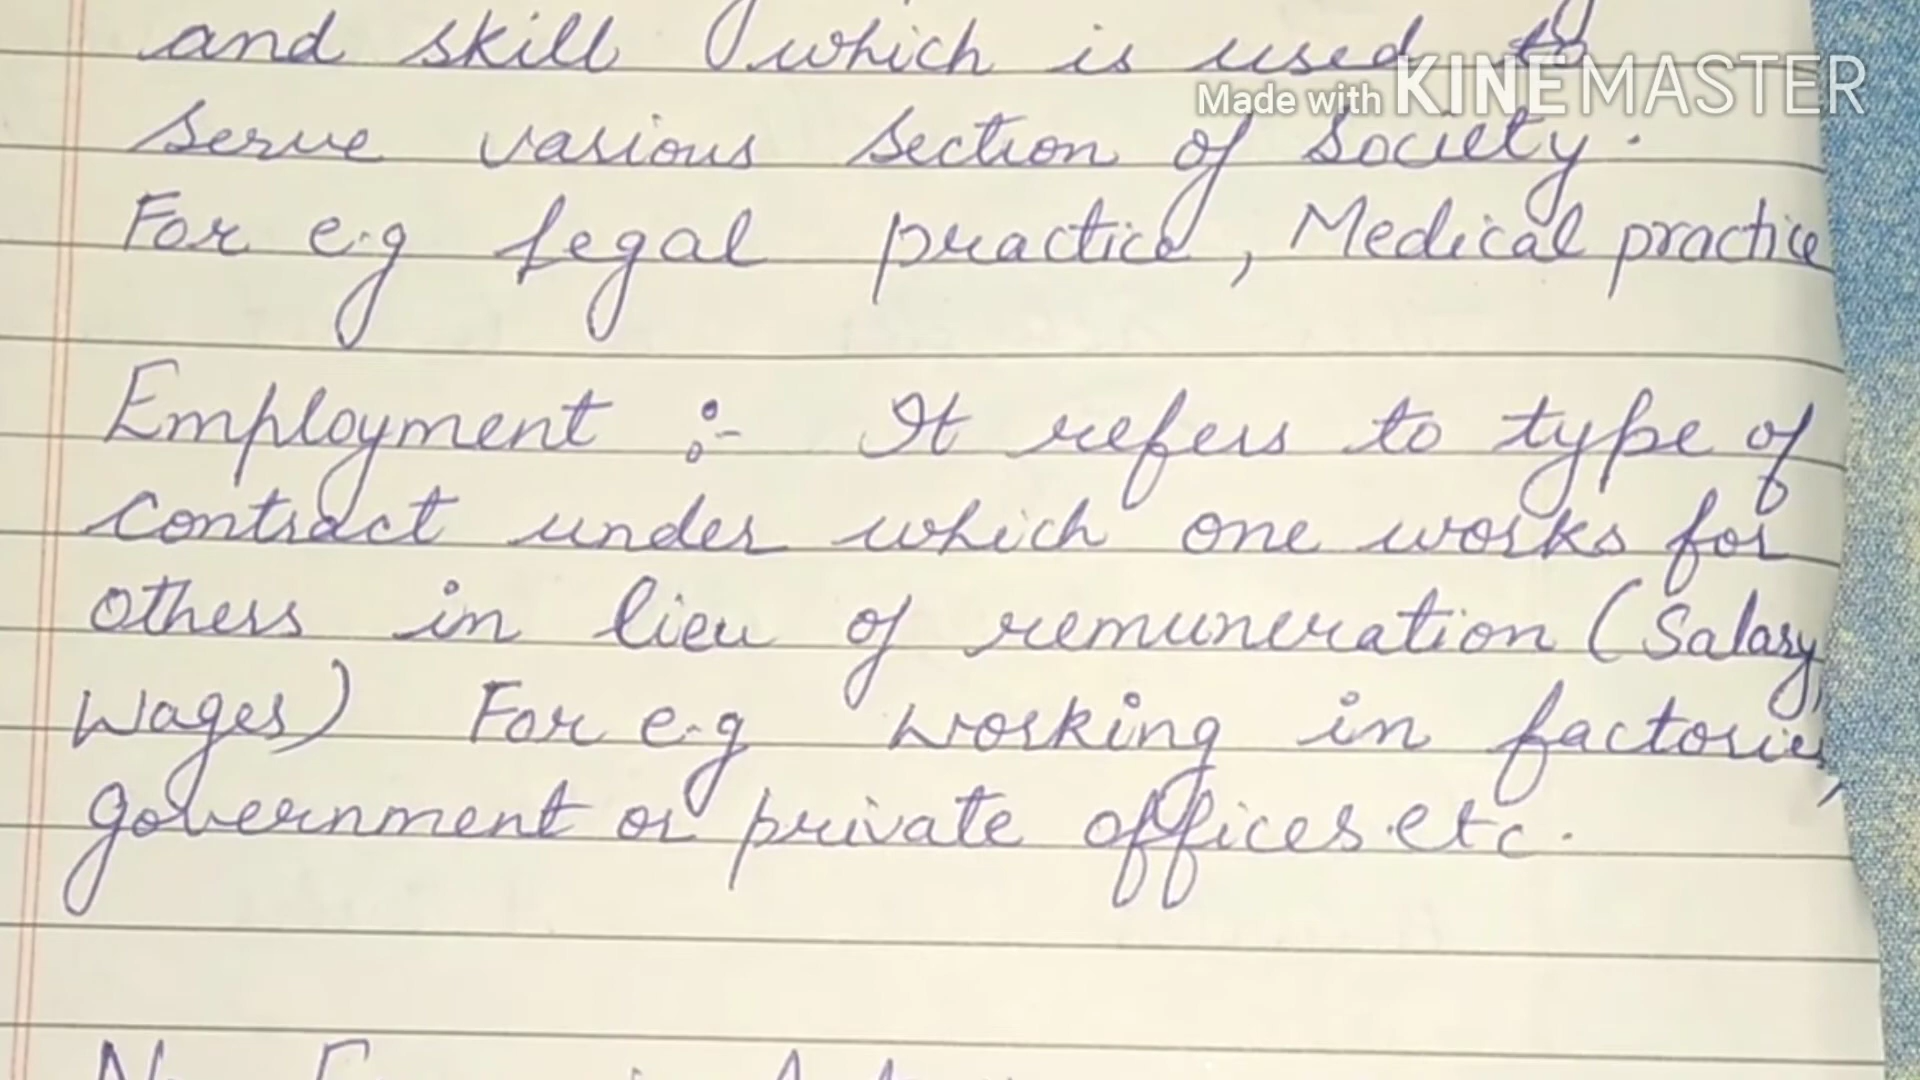 and skill which is used to
Made with KINEMASTER
serve various section of society.
For e.g legal practice, Medical practice
Employment :- It refers to type of
contract under which one works for
others in lieu of remuneration (Salary,
Wages) For e.g working in factories,
government or private offices.etc.